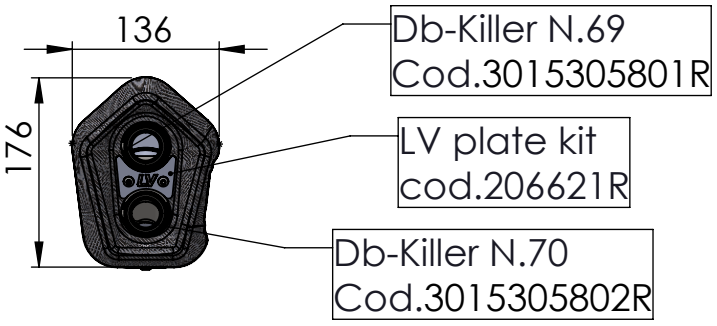 136
Db-Killer N.69
Cod.3015305801R
176
LV plate kit
cod.206621R
LV
Db-Killer N.70
Cod.3015305802R